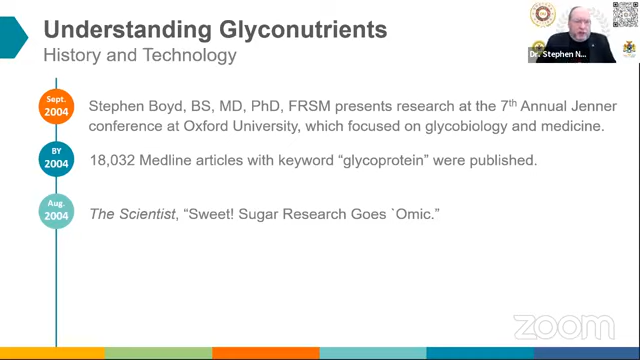 Understanding Glyconutrients
History and Technology
Dr. Stephen N...
Sept.
2004
Stephen Boyd, BS, MD, PhD, FRSM presents research at the 7th Annual Jenner
conference at Oxford University, which focused on glycobiology and medicine.
BY
2004
18,032 Medline articles with keyword “glycoprotein” were published.
Aug.
2004
The Scientist, “Sweet! Sugar Research Goes `Omic.”
zoom